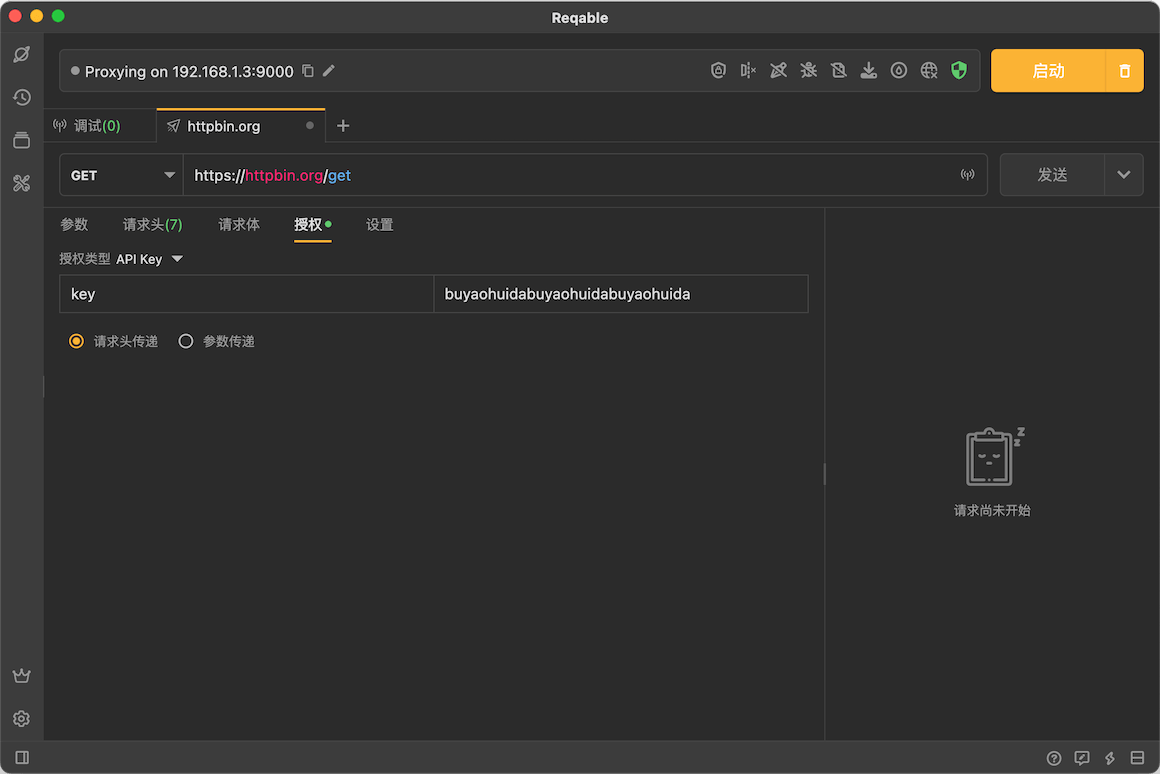 Reqable
Proxying on 192.168.1.3:9000
启动
调试(0)
httpbin.org
GET
https://httpbin.org/get
发送
参数
请求头(7)
请求体
授权
设置
授权类型 API Key
key
buyaohuidabuyaohuidabuyaohuida
请求头传递
参数传递
请求尚未开始